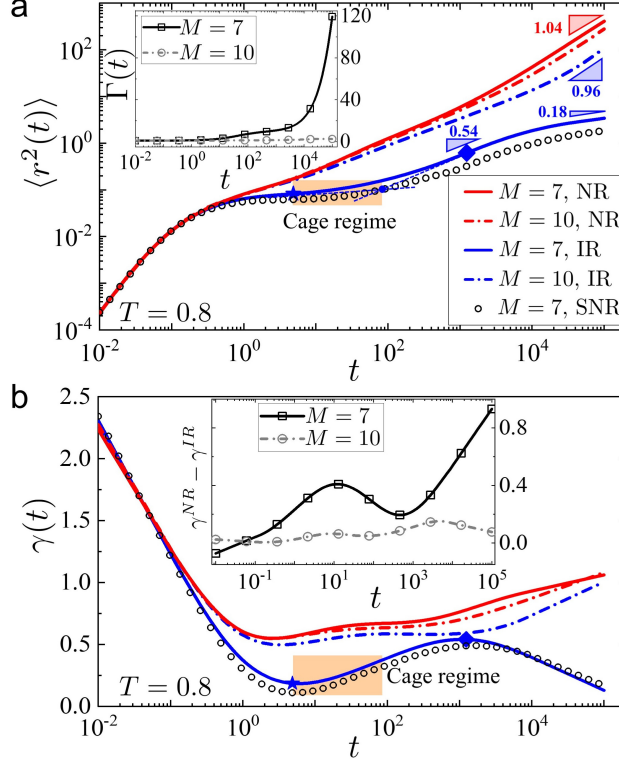 a
10^2
10^0
10^-2
10^-4
⟨r^2(t)⟩
M = 7
M = 10
Γ(t)
120
80
40
0
10^-2 10^0 10^2 10^4
t
1.04
0.96
0.18
0.54
Cage regime
M = 7, NR
M = 10, NR
M = 7, IR
M = 10, IR
M = 7, SNR
T = 0.8
10^-2 10^0 10^2 10^4
t
b
2.5
2.0
1.5
1.0
0.5
0.0
γ(t)
M = 7
M = 10
γ^NR − γ^IR
0.8
0.4
0.0
10^-1 10^1 10^3 10^5
t
Cage regime
T = 0.8
10^-2 10^0 10^2 10^4
t